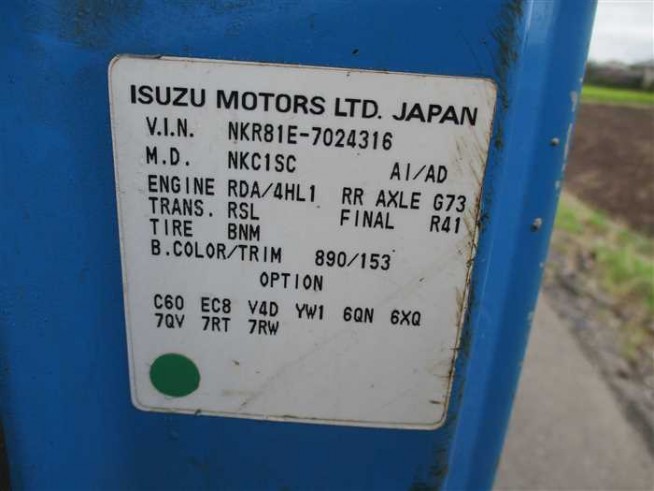 ISUZU MOTORS LTD. JAPAN
V.I.N. NKR81E-7024316
M.D. NKC1SC AI/AD
ENGINE RDA/4HL1 RR AXLE G73
TRANS. RSL FINAL R41
TIRE BNM
B.COLOR/TRIM 890/153
OPTION
C60 EC8 V4D YW1 6QN 6XQ
7QV 7RT 7RW